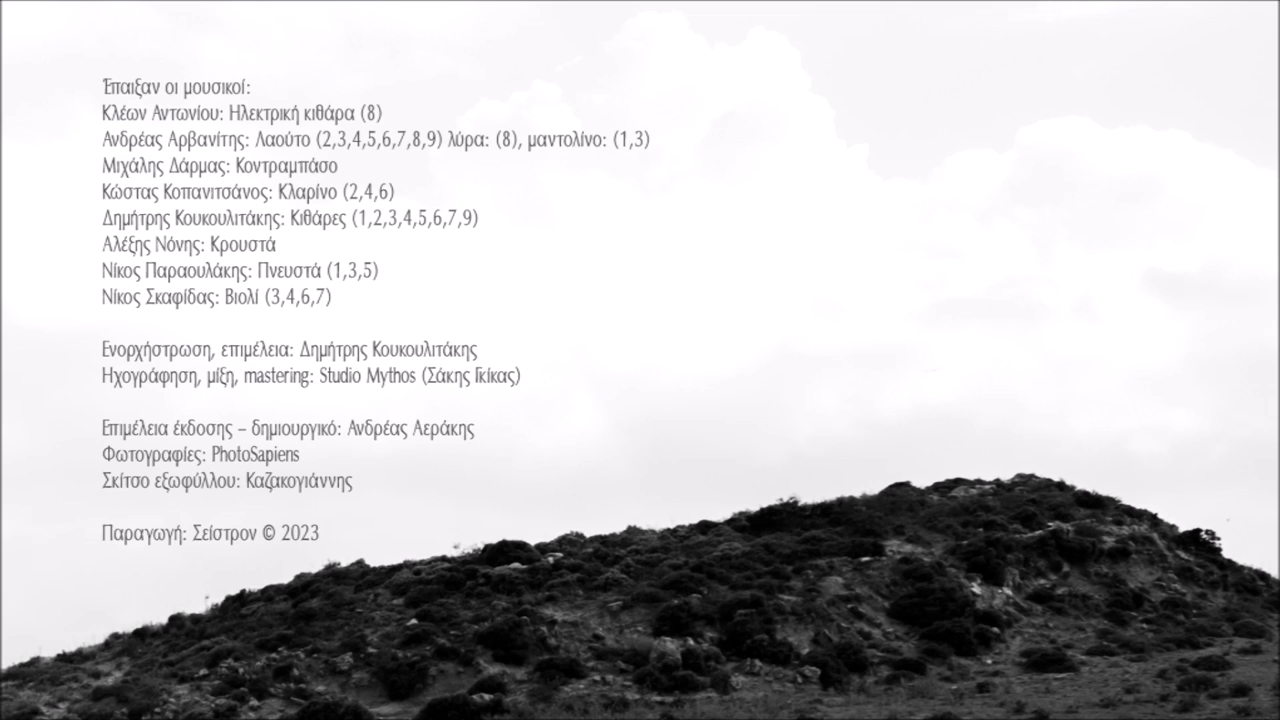 Έπαιξαν οι μουσικοί:
Κλέων Αντωνίου: Ηλεκτρική κιθάρα (8)
Ανδρέας Αρβανίτης: Λαούτο (2,3,4,5,6,7,8,9) λύρα: (8), μαντολίνο: (1,3)
Μιχάλης Δάρμας: Κοντραμπάσο
Κώστας Κοπανιτσάνος: Κλαρίνο (2,4,6)
Δημήτρης Κουκουλιτάκης: Κιθάρες (1,2,3,4,5,6,7,9)
Αλέξης Νόνης: Κρουστά
Νίκος Παραουλάκης: Πνευστά (1,3,5)
Νίκος Σκαφίδας: Βιολί (3,4,6,7)
Ενορχήστρωση, επιμέλεια: Δημήτρης Κουκουλιτάκης
Ηχογράφηση, μίξη, mastering: Studio Mythos (Σάκης Γκίκας)
Επιμέλεια έκδοσης – δημιουργικό: Ανδρέας Αεράκης
Φωτογραφίες: PhotoSapiens
Σκίτσο εξωφύλλου: Καζακογιάννης
Παραγωγή: Σείστρον © 2023